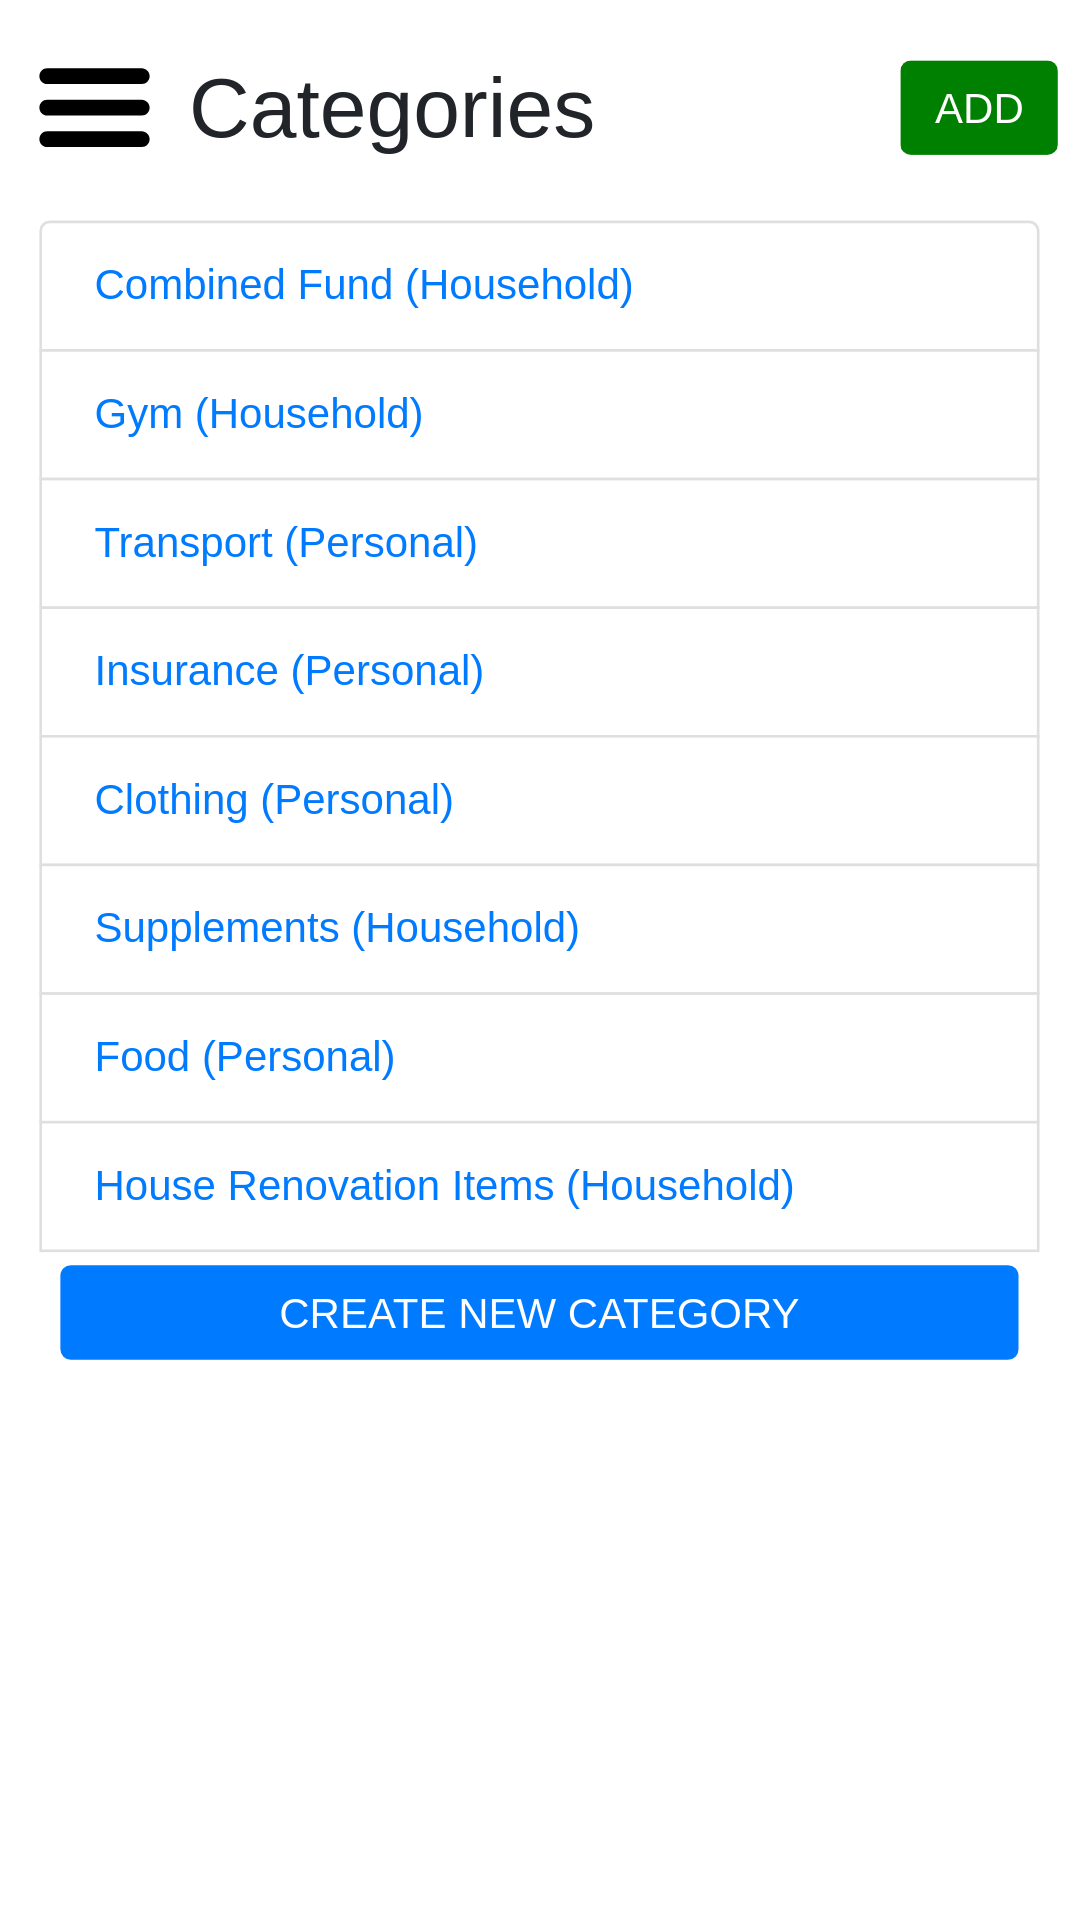 Categories
ADD
Combined Fund (Household)
Gym (Household)
Transport (Personal)
Insurance (Personal)
Clothing (Personal)
Supplements (Household)
Food (Personal)
House Renovation Items (Household)
CREATE NEW CATEGORY